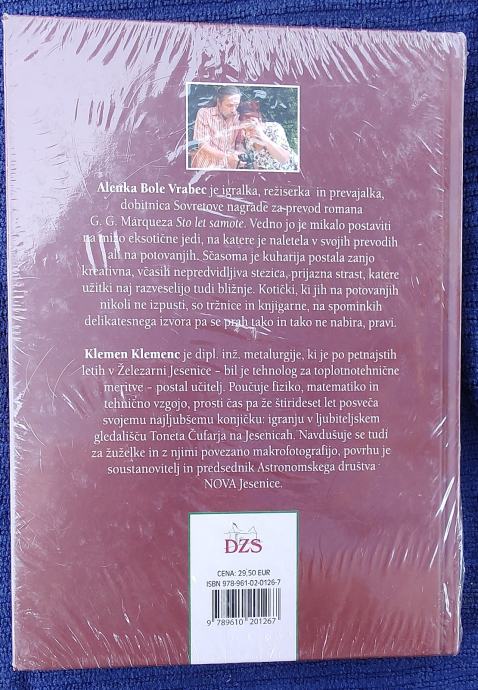 Alenka Bole Vrabec je igralka, režiserka in prevajalka,
dobitnica Sovretove nagrade za prevod romana
G. G. Márqueza Sto let samote. Vedno jo je mikalo postaviti
na mizo eksotične jedi, na katere je naletela v svojih prevodih
ali na potovanjih. Sčasoma je kuharija postala zanjo
kreativna, včasih nepredvidljiva stezica, prijazna strast, katere
užitki naj razveselijo tudi bližnje. Kotički, ki jih na potovanjih
nikoli ne izpusti, so tržnice in knjigarne, na spominkih
delikatesnega izvora pa se prah tako in tako ne nabira, pravi.
Klemen Klemenc je dipl. inž. metalurgije, ki je po petnajstih
letih v Železarni Jesenice – bil je tehnolog za toplotnotehnične
meritve – postal učitelj. Poučuje fiziko, matematiko in
tehnično vzgojo, prosti čas pa že štirideset let posveča
svojemu najljubšemu konjičku: igranju v ljubiteljskem
gledališču Toneta Čufarja na Jesenicah. Navdušuje se tudi
za žuželke in z njimi povezano makrofotografijo, povrhu je
soustanovitelj in predsednik Astronomskega društva
NOVA Jesenice.
DZS
CENA: 29,50 EUR
ISBN 978-961-02-0126-7
9 789610 201267